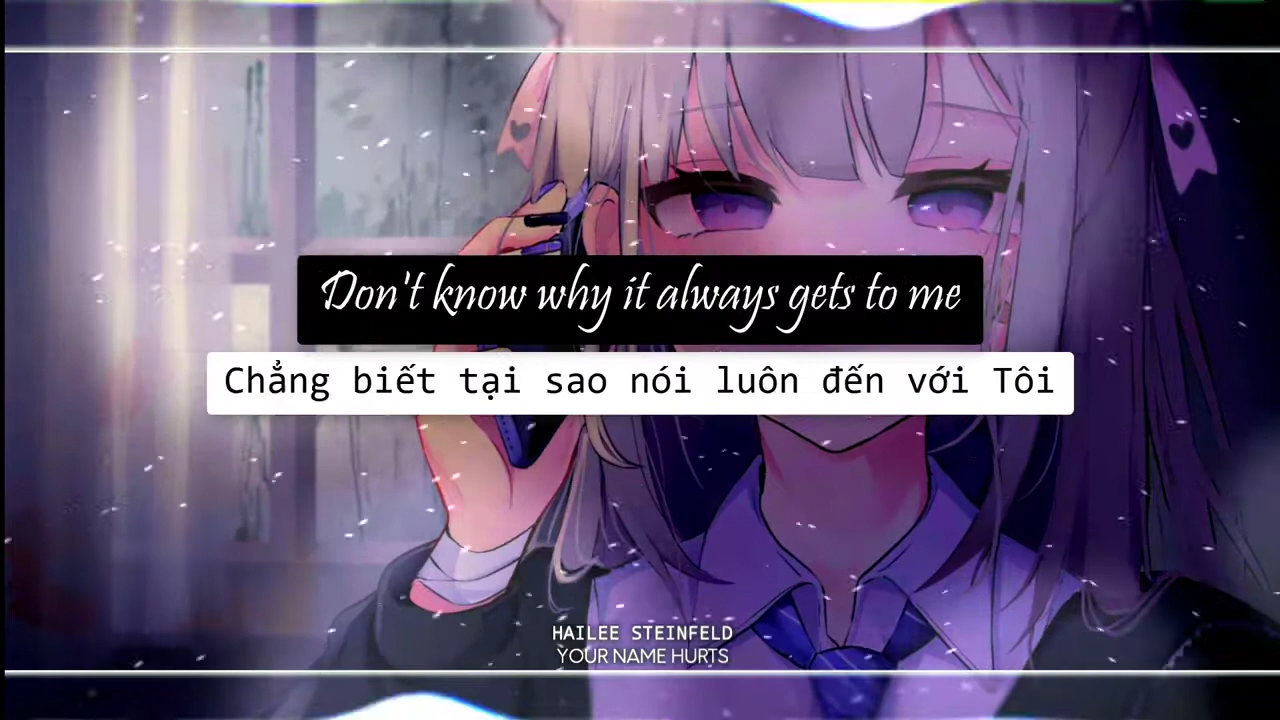 Don't know why it always gets to me
Chẳng biết tại sao nói luôn đến với Tôi
HAILEE STEINFELD
YOUR NAME HURTS